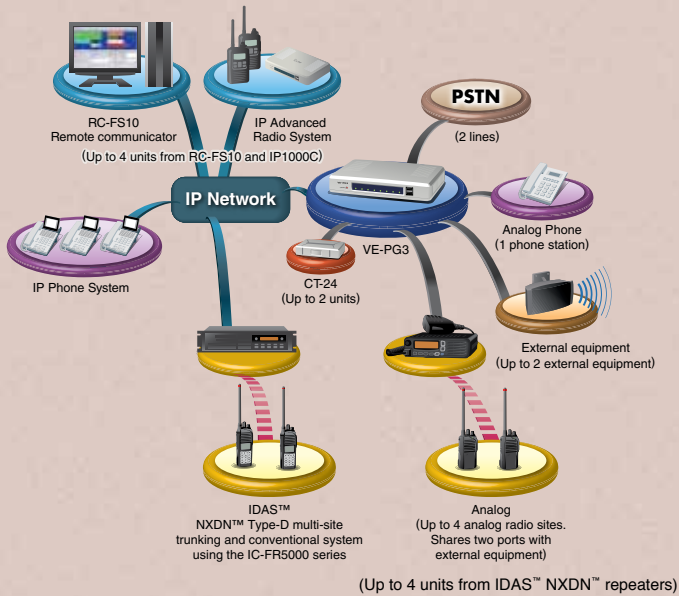 RC-FS10
Remote communicator
IP Advanced
Radio System
(Up to 4 units from RC-FS10 and IP1000C)
PSTN
(2 lines)
IP Network
Analog Phone
(1 phone station)
VE-PG3
IP Phone System
CT-24
(Up to 2 units)
External equipment
(Up to 2 external equipment)
IDAS™
NXDN™ Type-D multi-site
trunking and conventional system
using the IC-FR5000 series
Analog
(Up to 4 analog radio sites.
Shares two ports with
external equipment)
(Up to 4 units from IDAS™ NXDN™ repeaters)